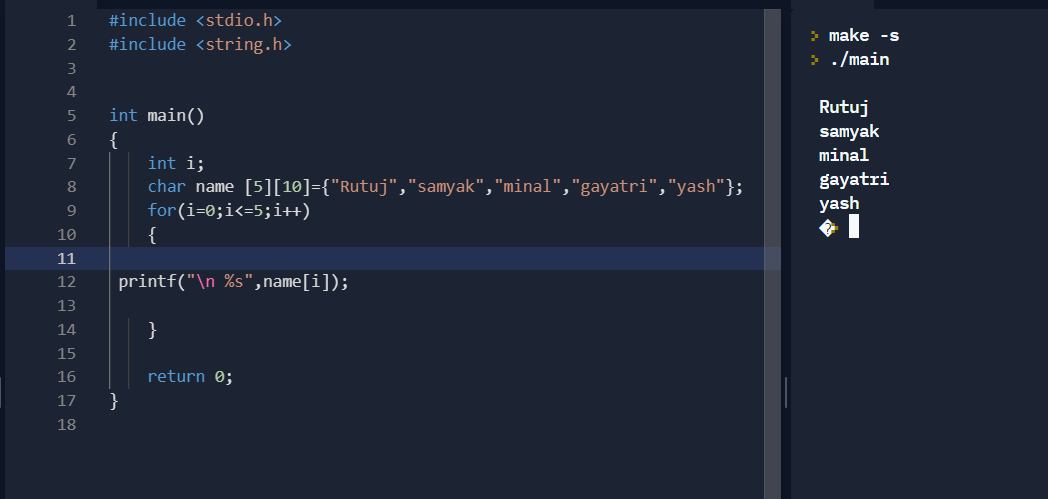 1 #include <stdio.h>
2 #include <string.h>
3
4
5 int main()
6 {
7 int i;
8 char name [5][10]={"Rutuj","samyak","minal","gayatri","yash"};
9 for(i=0;i<=5;i++)
10 {
11
12 printf("\n %s",name[i]);
13
14 }
15
16 return 0;
17 }
18
> make -s
> ./main
Rutuj
samyak
minal
gayatri
yash
�